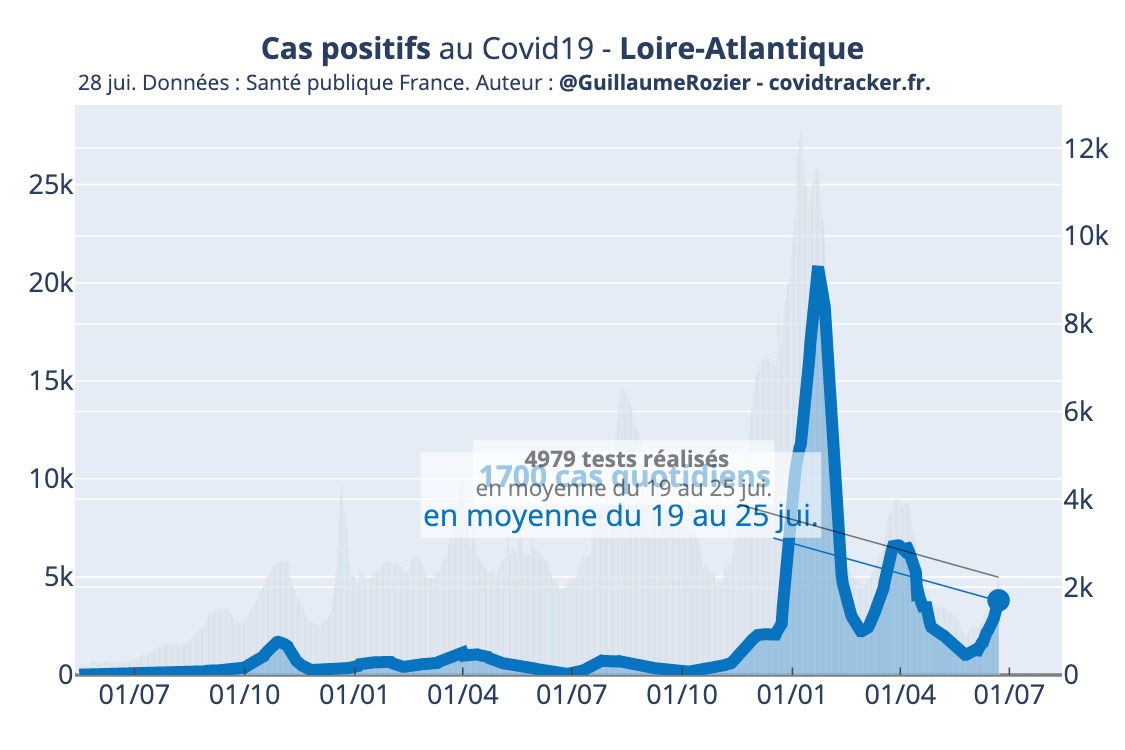 Cas positifs au Covid19 - Loire-Atlantique
28 jui. Données : Santé publique France. Auteur : @GuillaumeRozier - covidtracker.fr.
12k
25k
10k
20k
8k
15k
6k
4979 tests réalisés
1700 cas quotidiens
10k
en moyenne du 19 au 25 jui.
4k
en moyenne du 19 au 25 jui.
5k
2k
0
0
01/07 01/10 01/01 01/04 01/07 01/10 01/01 01/04 01/07